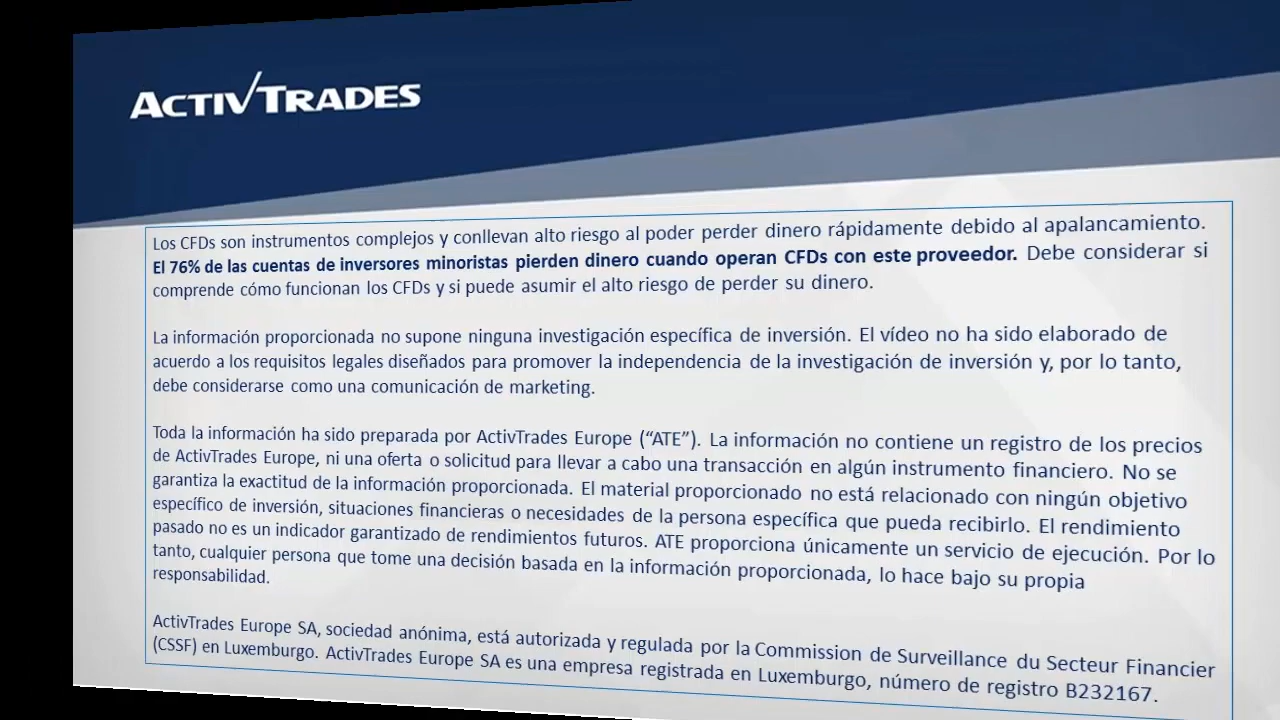 ACTIVTRADES
Los CFDs son instrumentos complejos y conllevan alto riesgo al poder perder dinero rápidamente debido al apalancamiento.
El 76% de las cuentas de inversores minoristas pierden dinero cuando operan CFDs con este proveedor. Debe considerar si
comprende cómo funcionan los CFDs y si puede asumir el alto riesgo de perder su dinero.
La información proporcionada no supone ninguna investigación específica de inversión. El vídeo no ha sido elaborado de
acuerdo a los requisitos legales diseñados para promover la independencia de la investigación de inversión y, por lo tanto,
debe considerarse como una comunicación de marketing.
Toda la información ha sido preparada por ActivTrades Europe (“ATE”). La información no contiene un registro de los precios
de ActivTrades Europe, ni una oferta o solicitud para llevar a cabo una transacción en algún instrumento financiero. No se
garantiza la exactitud de la información proporcionada. El material proporcionado no está relacionado con ningún objetivo
específico de inversión, situaciones financieras o necesidades de la persona específica que pueda recibirlo. El rendimiento
pasado no es un indicador garantizado de rendimientos futuros. ATE proporciona únicamente un servicio de ejecución. Por lo
tanto, cualquier persona que tome una decisión basada en la información proporcionada, lo hace bajo su propia
responsabilidad.
ActivTrades Europe SA, sociedad anónima, está autorizada y regulada por la Commission de Surveillance du Secteur Financier
(CSSF) en Luxemburgo. ActivTrades Europe SA es una empresa registrada en Luxemburgo, número de registro B232167.